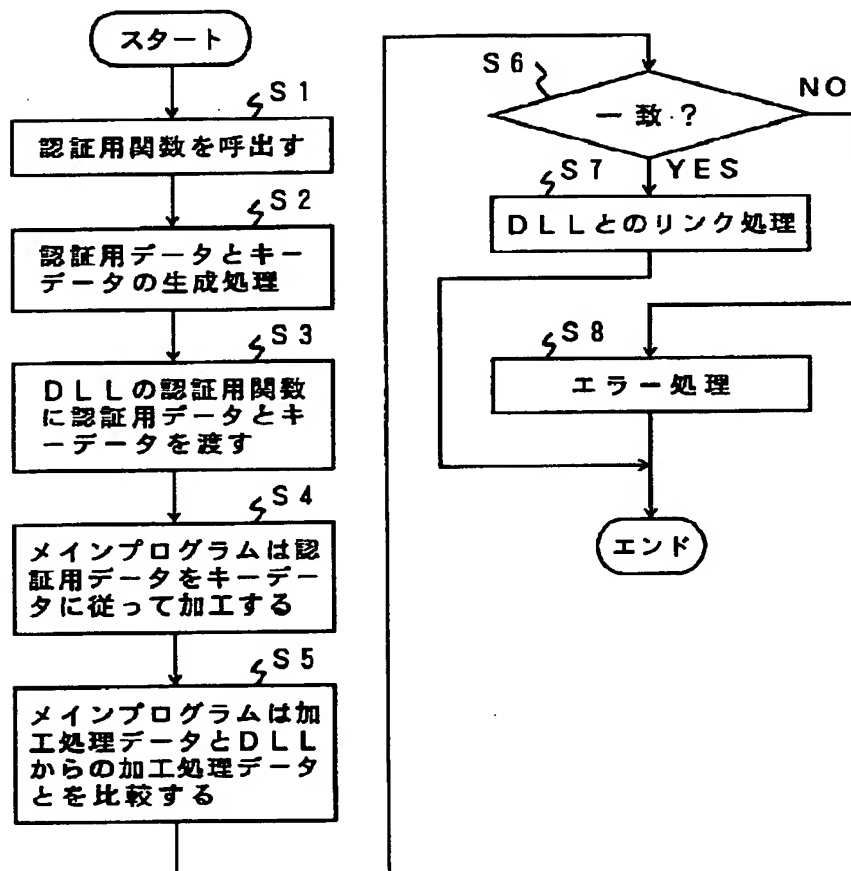 スタート
S1
認証用関数を呼出す
S2
認証用データとキー
データの生成処理
S3
DLLの認証用関数
に認証用データとキ
ーデータを渡す
S4
メインプログラムは認
証用データをキーデー
タに従って加工する
S5
メインプログラムは加
工処理データとDLL
からの加工処理データ
とを比較する
S6
一致?
NO
S7
YES
DLLとのリンク処理
S8
エラー処理
エンド